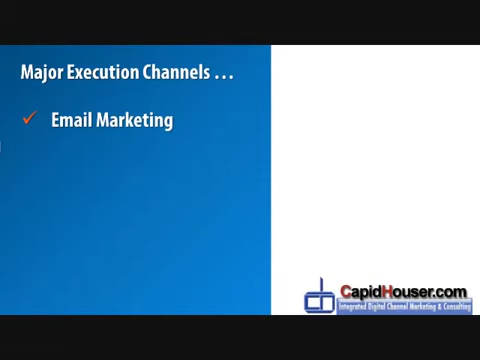 Major Execution Channels ...
Email Marketing
CapidHouser.com
Integrated Digital Channel Marketing & Consulting